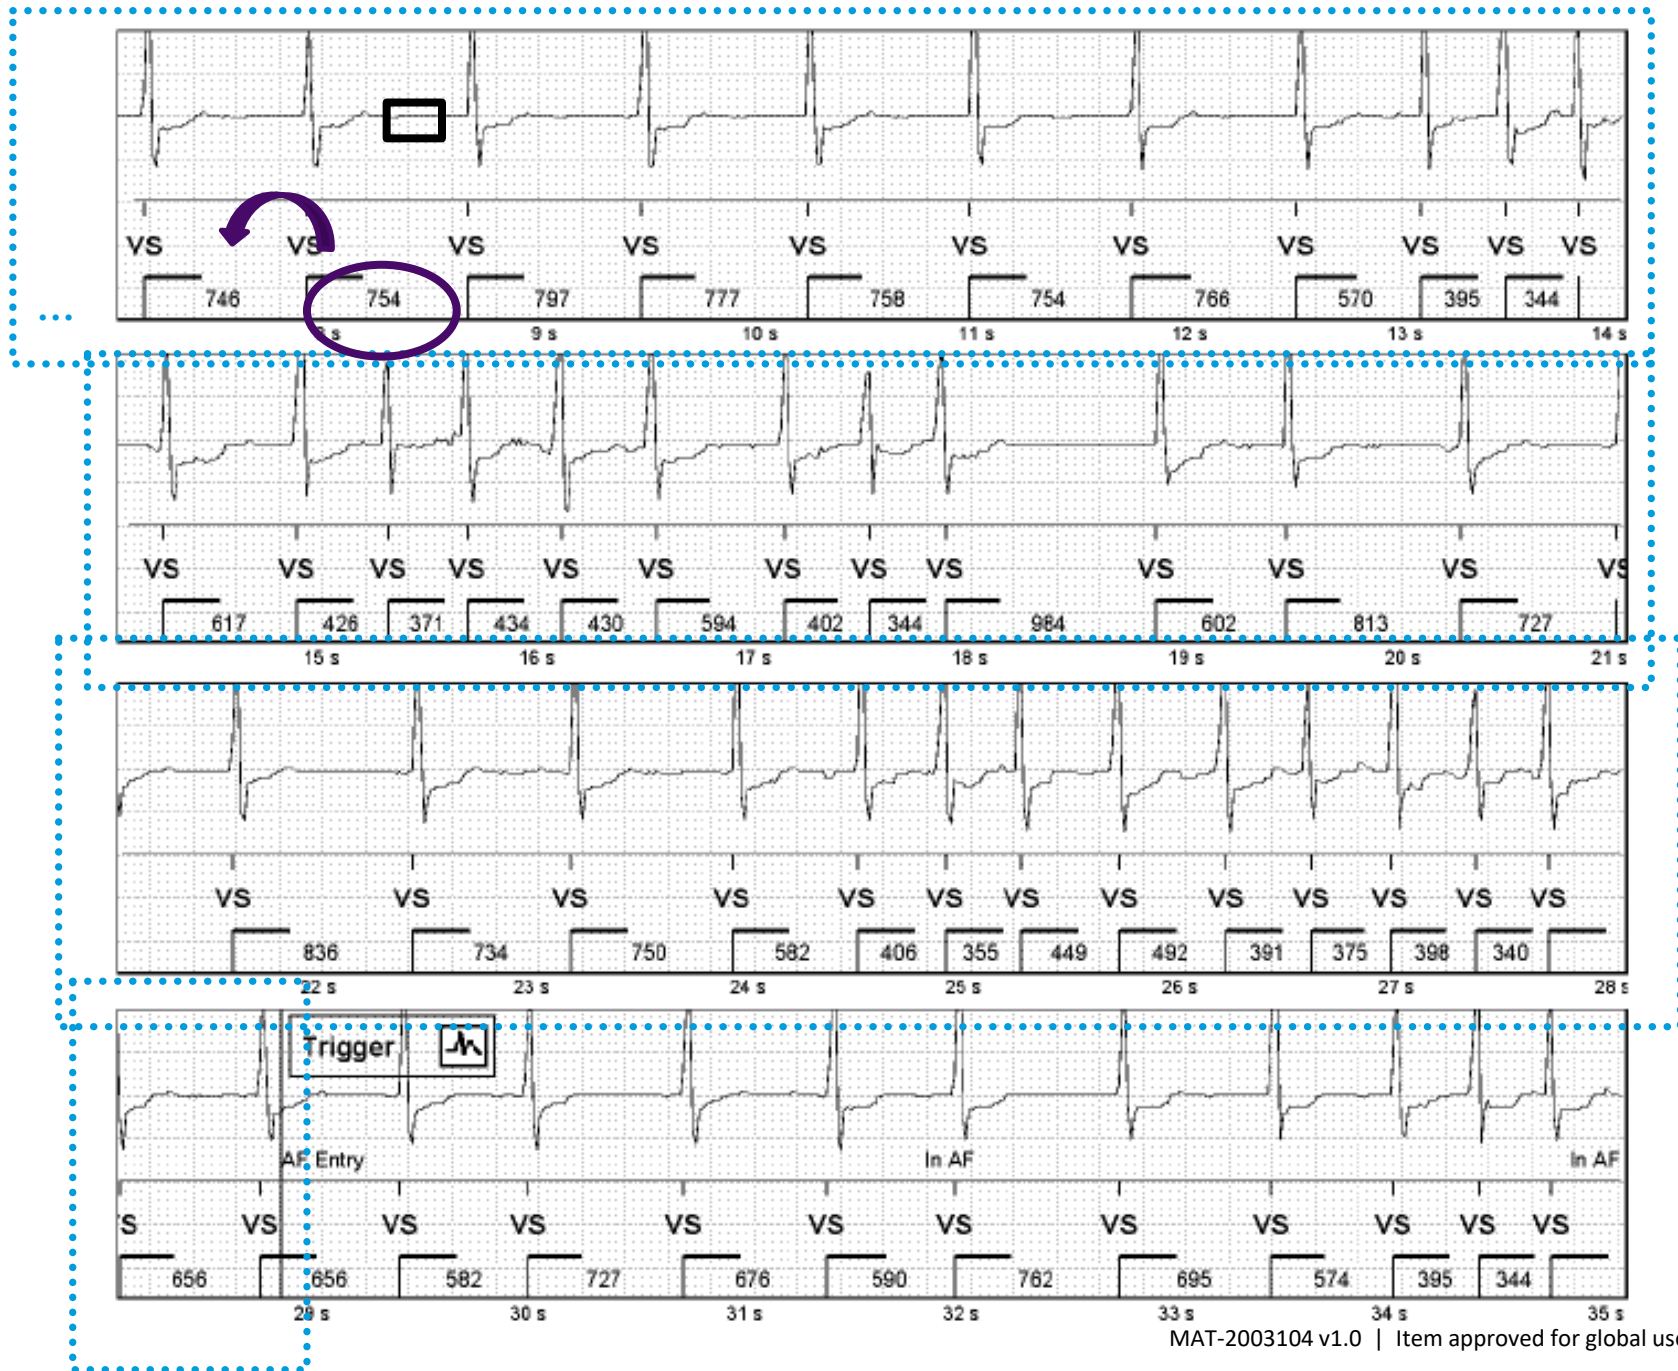 VS VS VS VS VS VS VS VS VS VS VS
746 754 797 777 758 754 766 570 395 344
...
8 s 9 s 10 s 11 s 12 s 13 s 14 s
VS VS VS VS VS VS VS VS VS VS VS VS VS
617 426 371 434 430 594 402 344 984 602 813 727
15 s 16 s 17 s 18 s 19 s 20 s 21 s
VS VS VS VS VS VS VS VS VS VS VS VS VS
836 734 750 582 406 355 449 492 391 375 398 340
22 s 23 s 24 s 25 s 26 s 27 s 28 s
Trigger
AF Entry In AF In AF
S VS VS VS VS VS VS VS VS VS VS VS
656 656 582 727 676 590 762 695 574 395 344
29 s 30 s 31 s 32 s 33 s 34 s 35 s
MAT-2003104 v1.0 | Item approved for global use